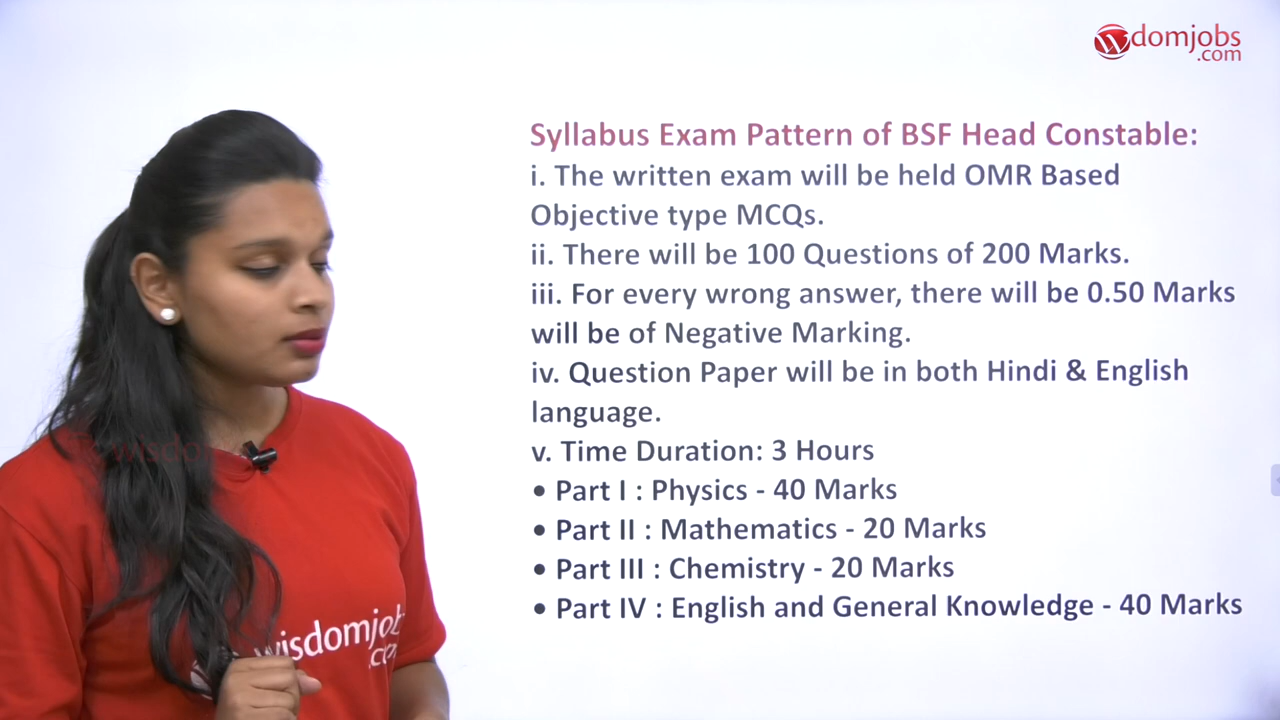 domjobs
.com
Syllabus Exam Pattern of BSF Head Constable:
i. The written exam will be held OMR Based
Objective type MCQs.
ii. There will be 100 Questions of 200 Marks.
iii. For every wrong answer, there will be 0.50 Marks
will be of Negative Marking.
iv. Question Paper will be in both Hindi & English
language.
v. Time Duration: 3 Hours
• Part I : Physics - 40 Marks
• Part II : Mathematics - 20 Marks
• Part III : Chemistry - 20 Marks
• Part IV : English and General Knowledge - 40 Marks
wisdomjobs
.com